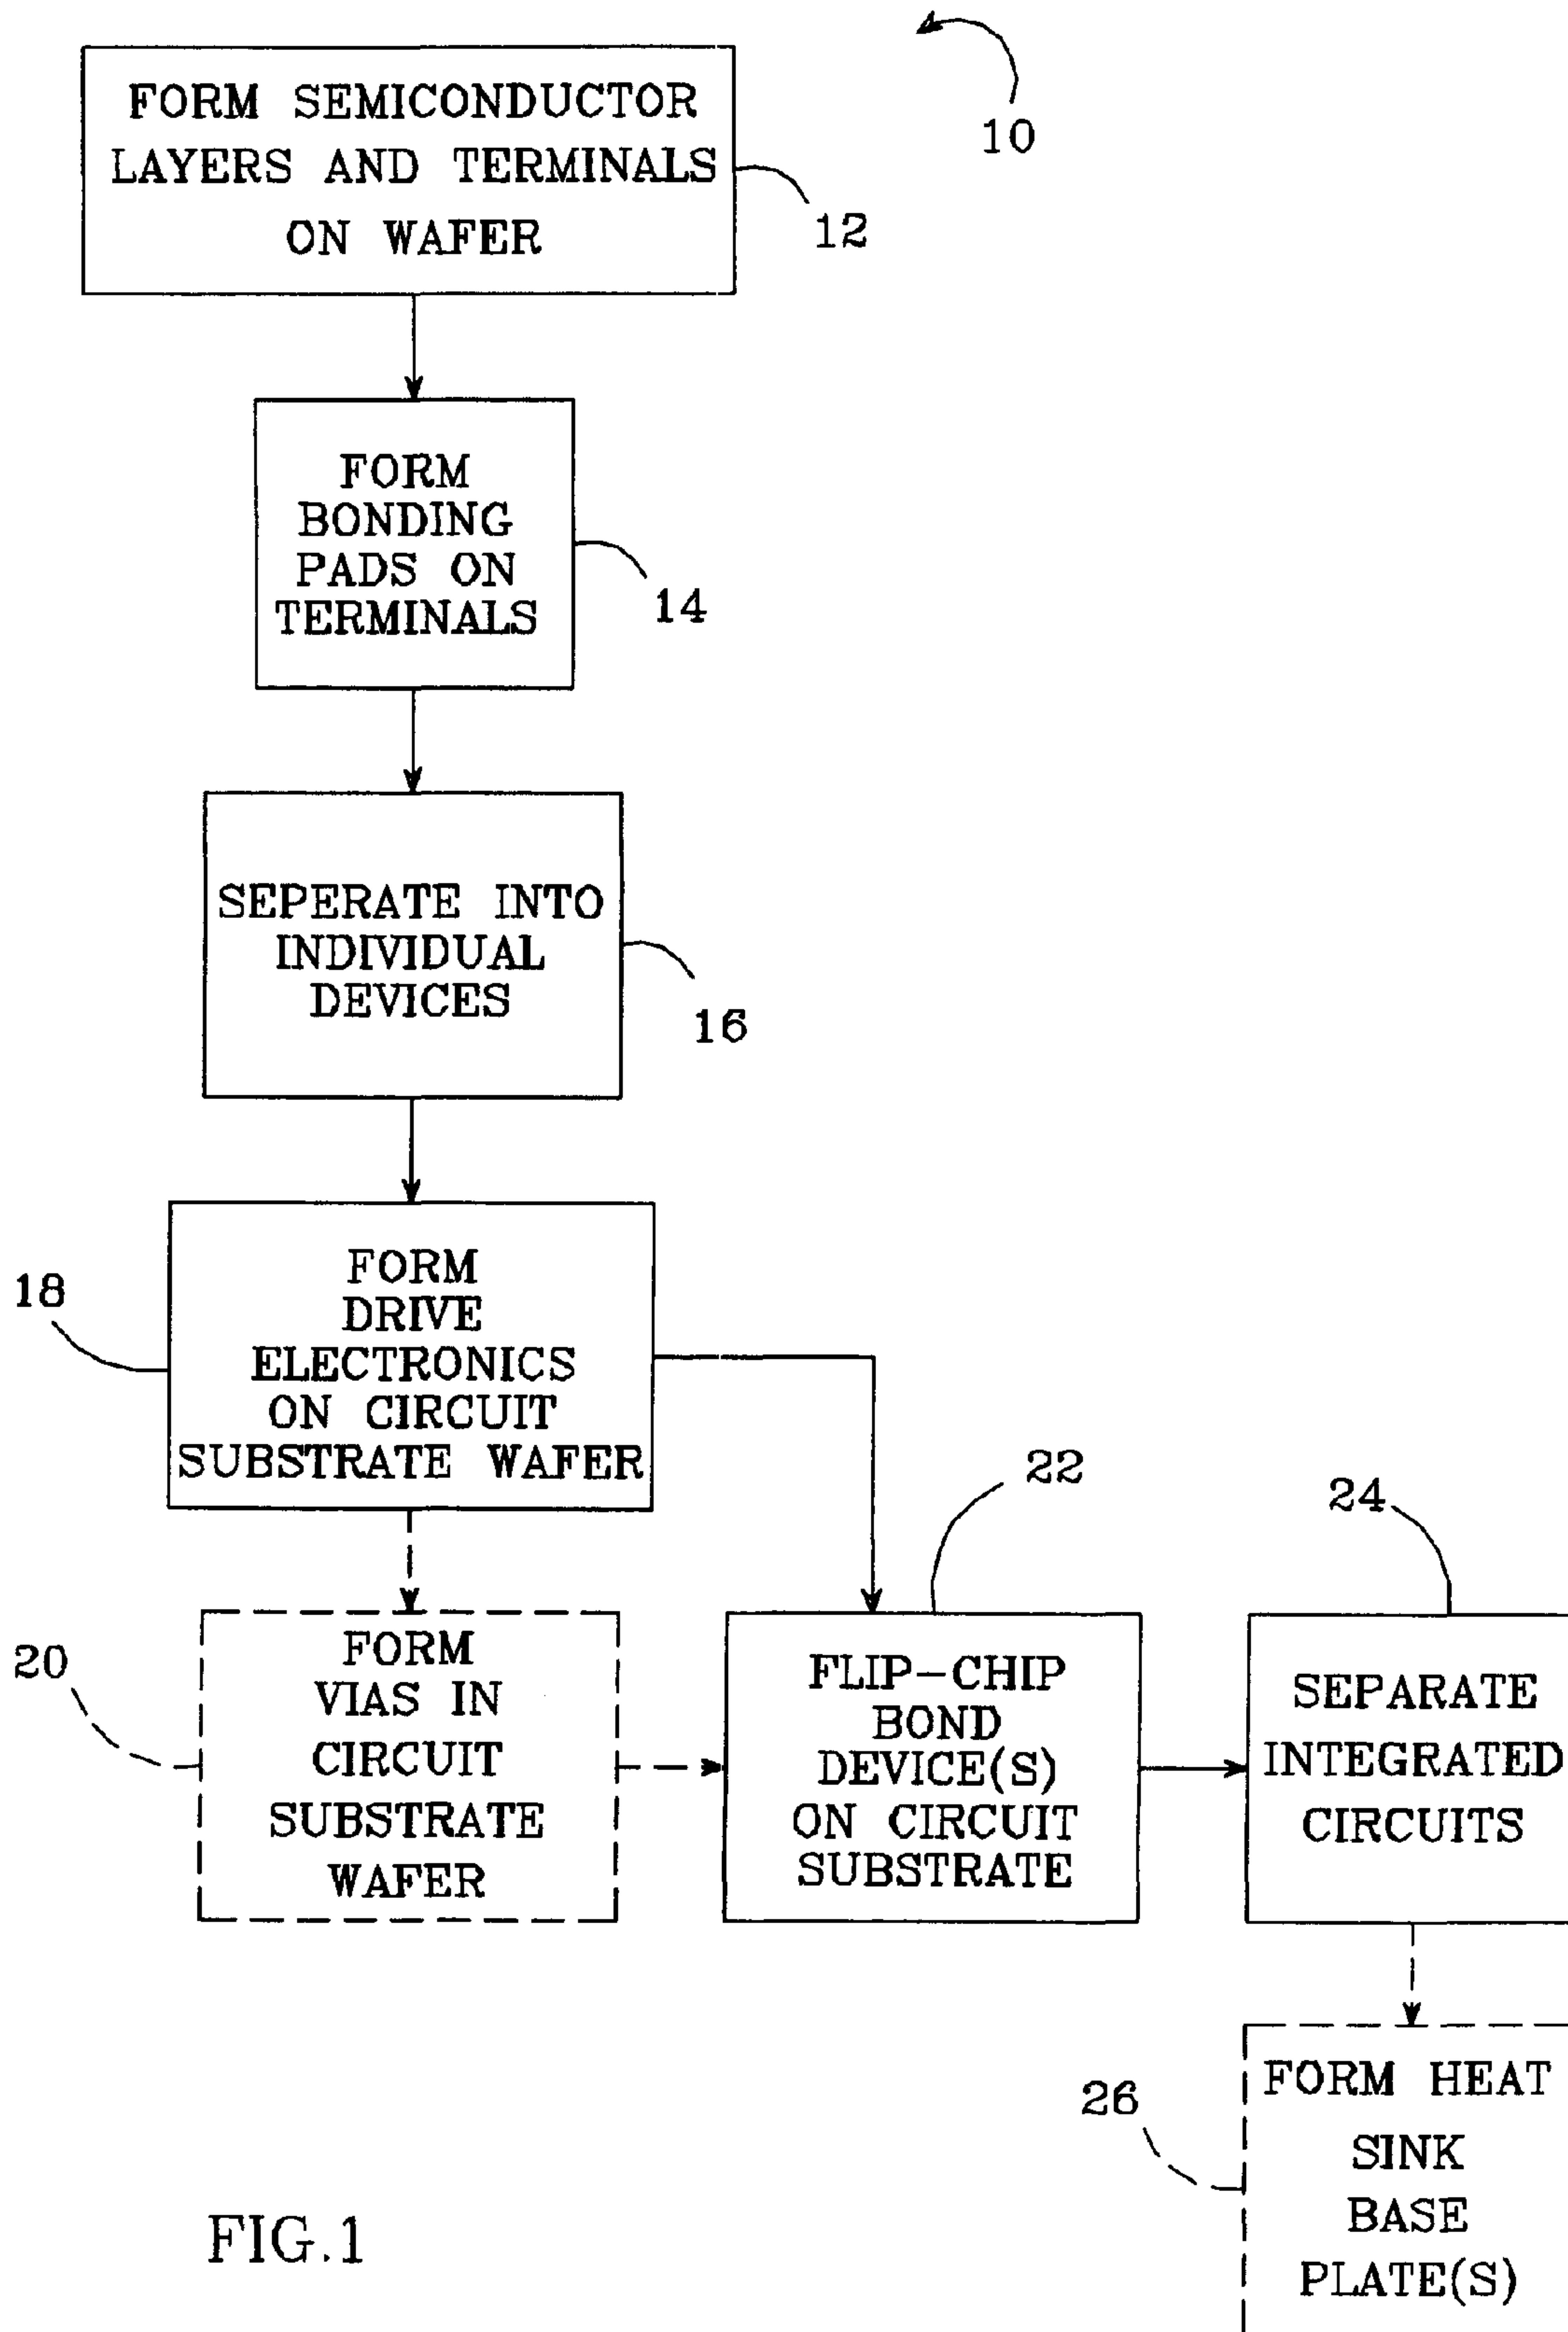 10
FORM SEMICONDUCTOR
LAYERS AND TERMINALS
ON WAFER
12
FORM
BONDING
PADS ON
TERMINALS
14
SEPERATE INTO
INDIVIDUAL
DEVICES
16
18
FORM
DRIVE
ELECTRONICS
ON CIRCUIT
SUBSTRATE WAFER
20
FORM
VIAS IN
CIRCUIT
SUBSTRATE
WAFER
22
FLIP-CHIP
BOND
DEVICE(S)
ON CIRCUIT
SUBSTRATE
24
SEPARATE
INTEGRATED
CIRCUITS
26
FORM HEAT
SINK
BASE
PLATE(S)
FIG.1